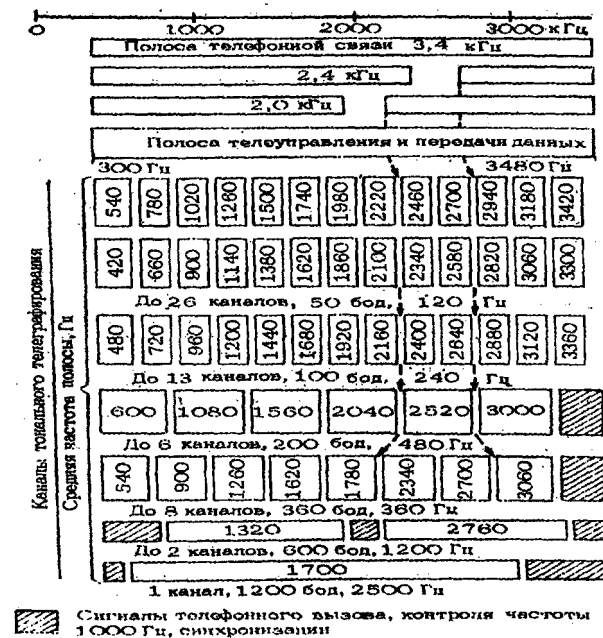 0 1000 2000 3000 кГц
Полоса телефонной связи 3,4 кГц
2,4 кГц
2,0 кГц
Полоса телеуправления и передачи данных
300 Гц 3480 Гц
540 780 1020 1260 1500 1740 1980 2220 2460 2700 2940 3180 3420
420 660 900 1140 1380 1620 1860 2100 2340 2580 2820 3060 3300
До 26 каналов, 50 бод, 120 Гц
480 720 960 1200 1440 1680 1920 2160 2400 2640 2880 3120 3360
До 13 каналов, 100 бод, 240 Гц
600 1080 1560 2040 2520 3000
До 6 каналов, 200 бод, 480 Гц
540 900 1260 1620 1780 2340 2700 3060
До 8 каналов, 360 бод, 360 Гц
1320 2760
До 2 каналов, 600 бод, 1200 Гц
1700
1 канал, 1200 бод, 2500 Гц
Каналы тонального телеграфирования
Средняя частота полосы, Гц
Сигналы телефонного вызова, контроля частоты
1000 Гц, синхронизации